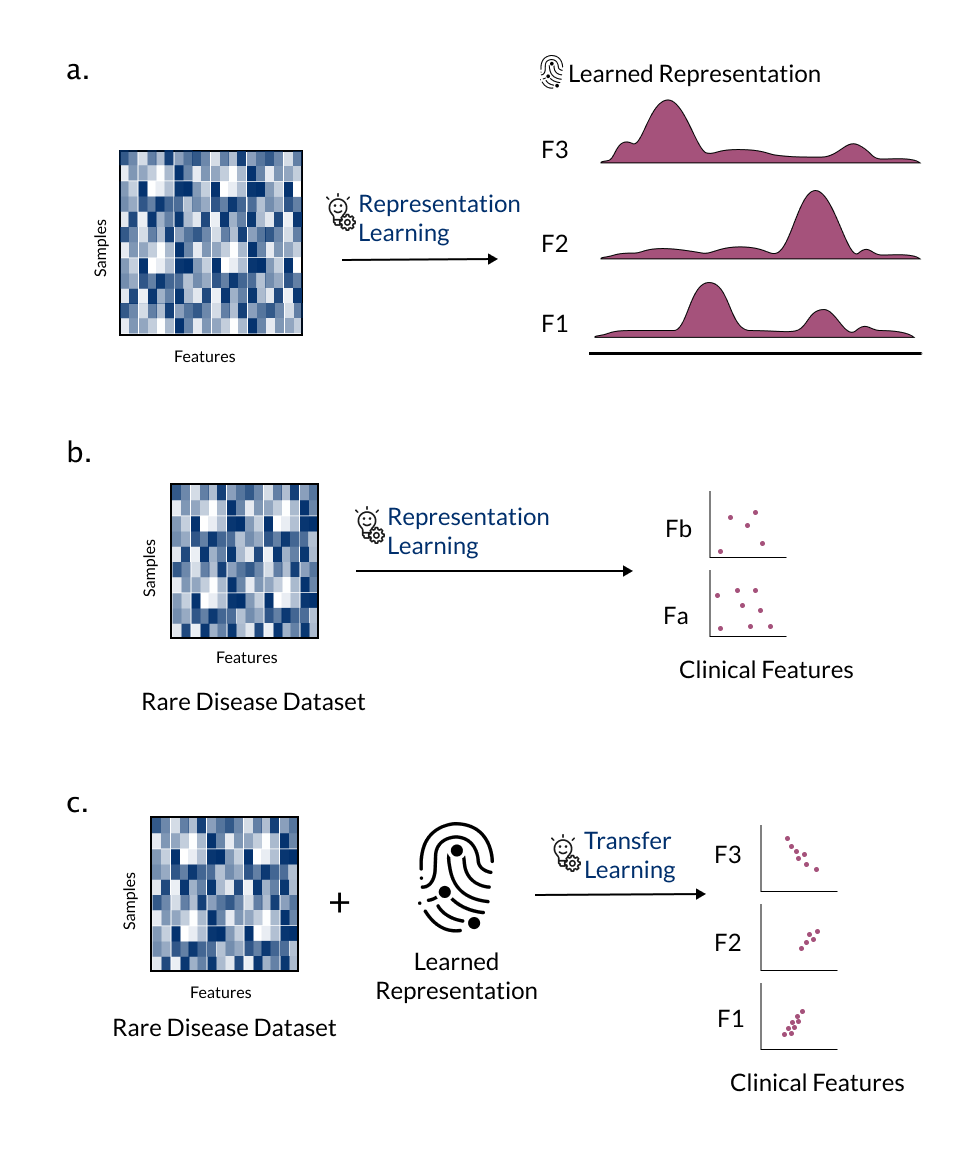 a.
Learned Representation
F3
Representation
Learning
Samples
F2
F1
Features
b.
Representation
Learning
Samples
Fb
Fa
Features
Clinical Features
Rare Disease Dataset
c.
Transfer
Learning
F3
Samples
+
F2
Learned
Representation
Features
F1
Rare Disease Dataset
Clinical Features